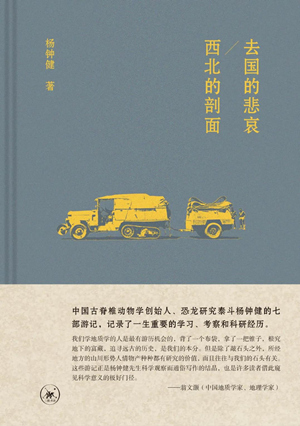 去国的悲哀
西北的剖面
杨钟健 著
中国古脊椎动物学创始人、恐龙研究泰斗杨钟健的七
部游记，记录了一生重要的学习、考察和科研经历。
我们学地质学的人是最有游历机会的，背了一个布袋，拿了一把锥子，根究
地下的富藏，追寻远古的历史，是我们的本分。但是除了敲石头之外，所经
地方的山川形势人情物产种种都有研究的价值，而且往往与我们的石头有关。
这些游记正是杨钟健先生科学观察而通俗写作的结晶，也是许多读者借此窥
见科学意义的极好门径。
——翁文灏（中国地质学家、地理学家）